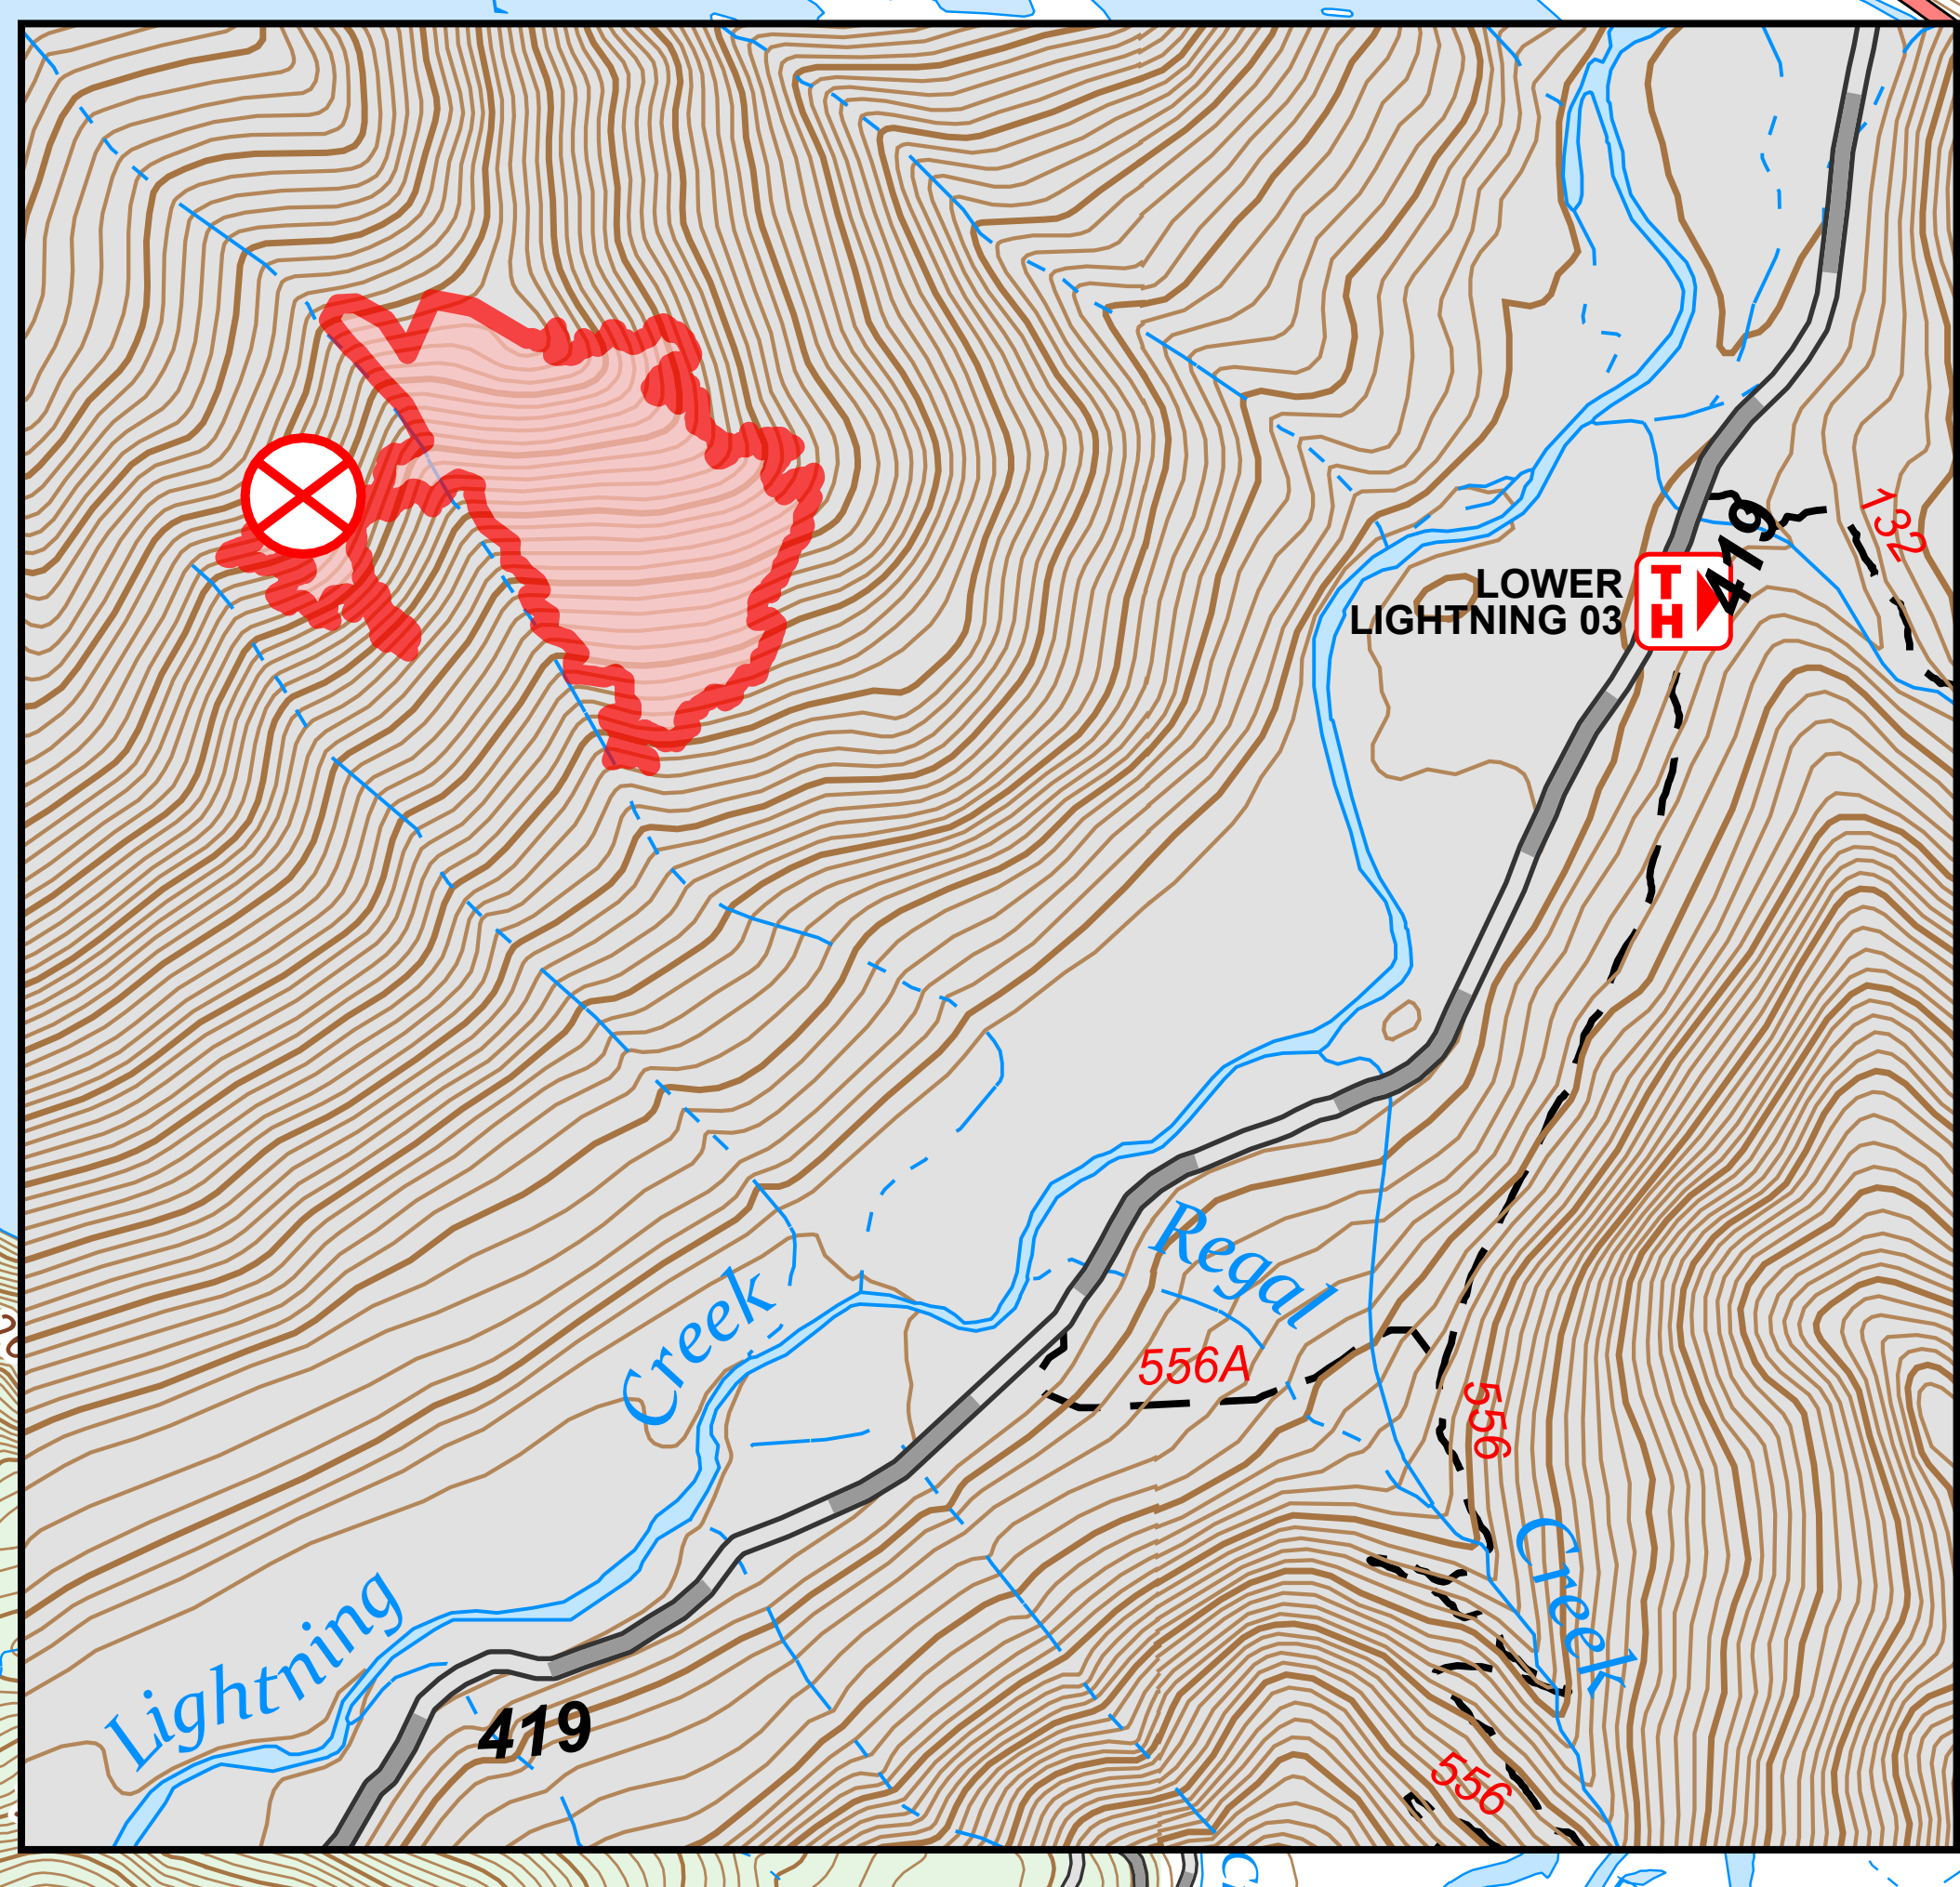 132
419
T
H
LOWER
LIGHTNING 03
Regal
Creek
556A
556
Creek
Lightning
419
556